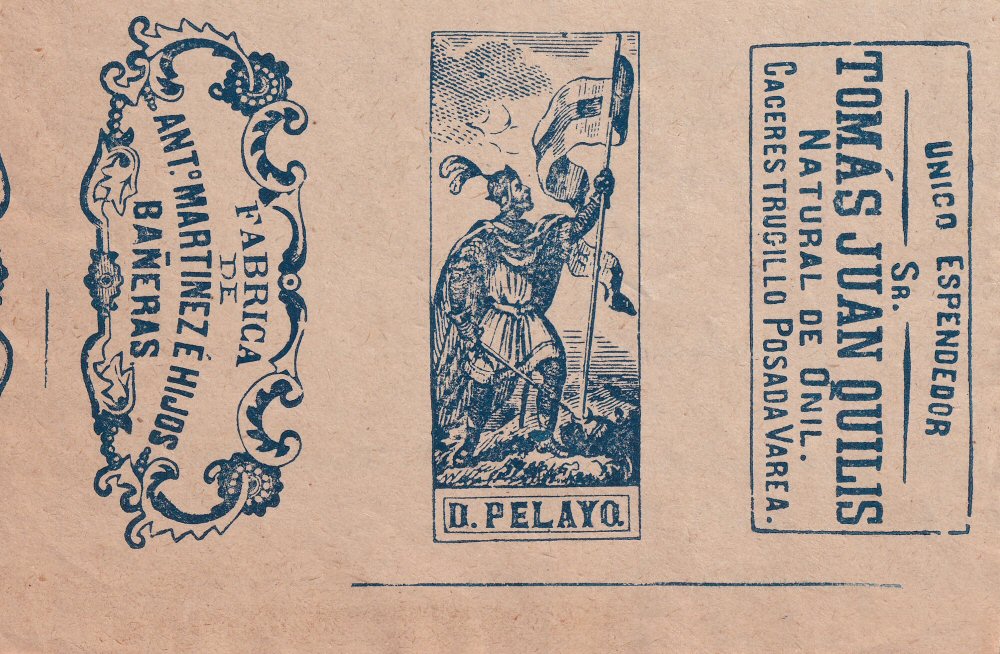 FABRICA
DE
ANT.º MARTINEZ É HIJOS
BAÑERAS
D. PELAYO.
UNICO ESPENDEDOR
SR.
TOMÁS JUAN QUILIS
NATURAL DE ONIL.
CACERES TRUCILLO POSADA VAREA.